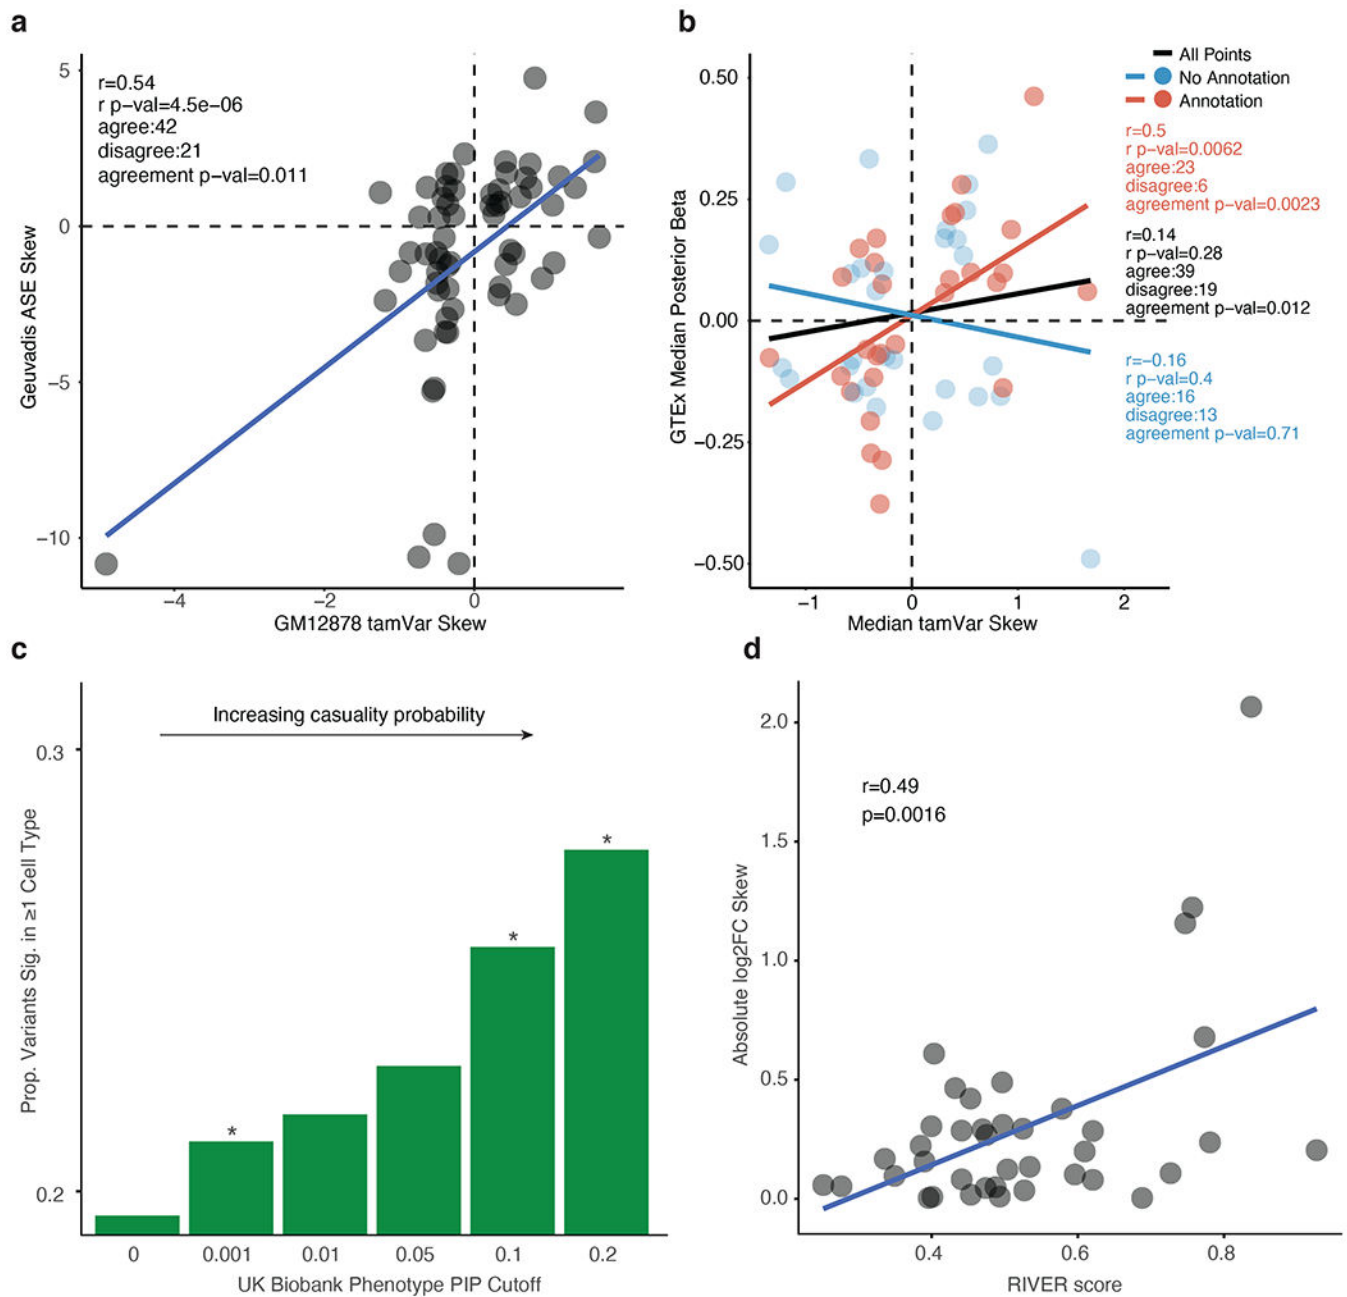 a
5
0
−5
−10
Geuvadis ASE Skew
r=0.54
r p−val=4.5e−06
agree:42
disagree:21
agreement p−val=0.011
−4
−2
0
GM12878 tamVar Skew
b
0.50
0.25
0.00
−0.25
−0.50
GTEx Median Posterior Beta
All Points
No Annotation
Annotation
r=0.5
r p−val=0.0062
agree:23
disagree:6
agreement p−val=0.0023
r=0.14
r p−val=0.28
agree:39
disagree:19
agreement p−val=0.012
r=−0.16
r p−val=0.4
agree:16
disagree:13
agreement p−val=0.71
−1
0
1
2
Median tamVar Skew
c
0.3
0.2
Prop. Variants Sig. in ≥1 Cell Type
Increasing casuality probability
*
*
*
0
0.001
0.01
0.05
0.1
0.2
UK Biobank Phenotype PIP Cutoff
d
2.0
1.5
1.0
0.5
0.0
Absolute log2FC Skew
r=0.49
p=0.0016
0.4
0.6
0.8
RIVER score